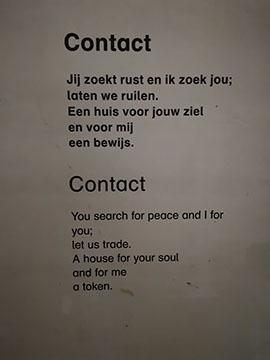 Contact
Jij zoekt rust en ik zoek jou;
laten we ruilen.
Een huis voor jouw ziel
en voor mij
een bewijs.
Contact
You search for peace and I for
you;
let us trade.
A house for your soul
and for me
a token.